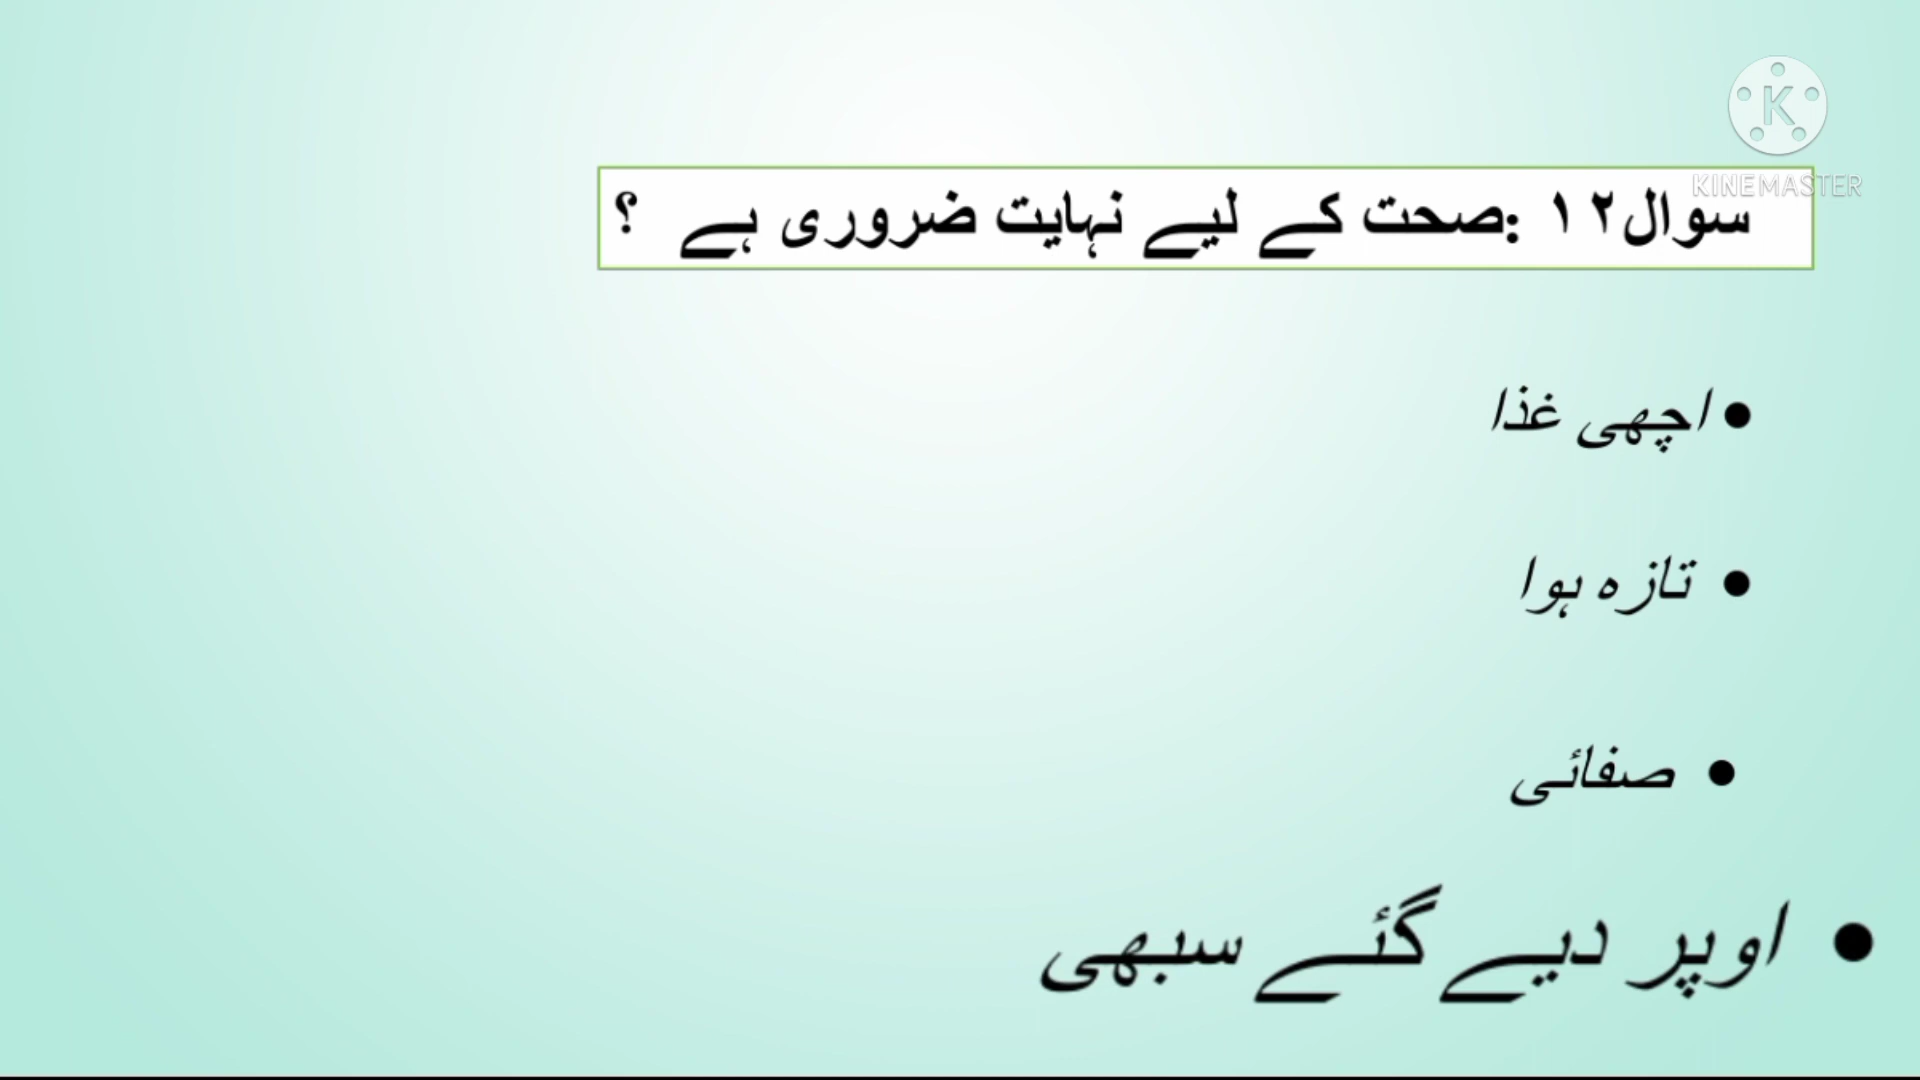 KINEMASTER
سوال۱۲ :صحت کے لیے نہایت ضروری ہے ؟
• اچھی غذا
• تازہ ہوا
• صفائی
• اوپر دیے گئے سبھی